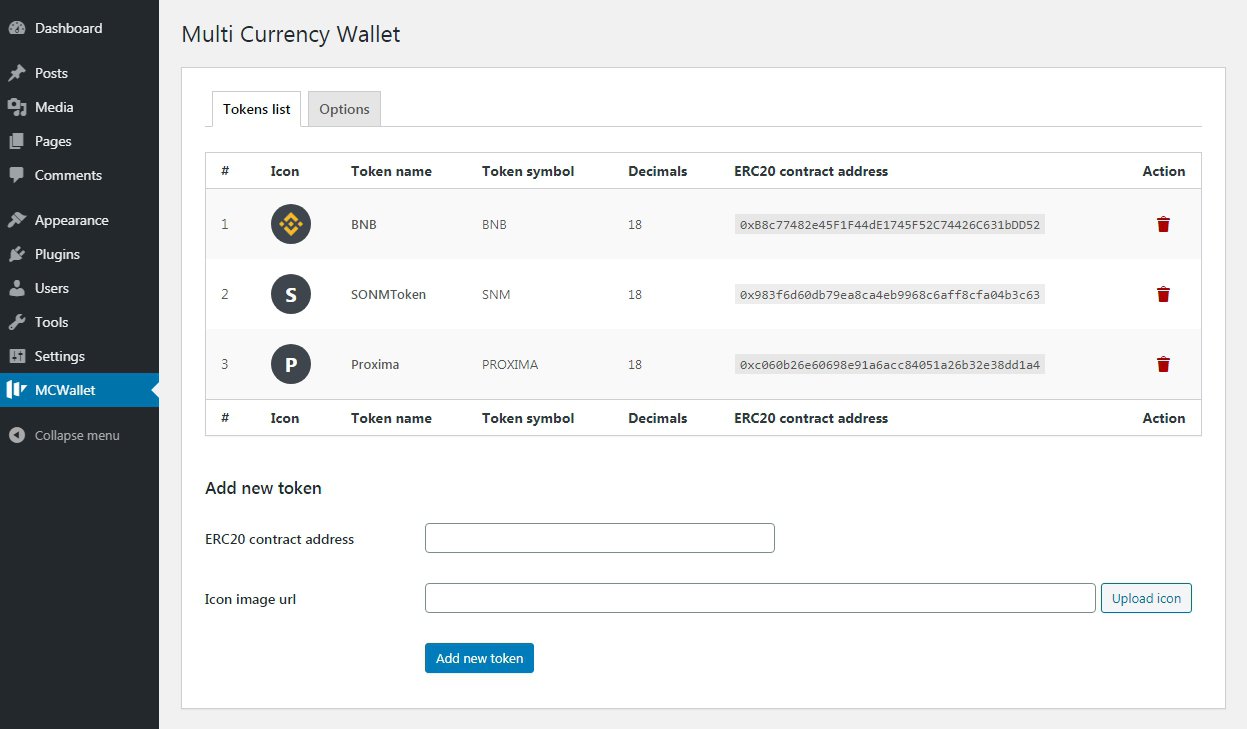 Dashboard
Posts
Media
Pages
Comments
Appearance
Plugins
Users
Tools
Settings
MCWallet
Collapse menu
Multi Currency Wallet
Tokens list Options
# Icon Token name Token symbol Decimals ERC20 contract address Action
1 BNB BNB 18 0xB8c77482e45F1F44dE1745F52C74426C631bDD52
2 S SONMToken SNM 18 0x983f6d60db79ea8ca4eb9968c6aff8cfa04b3c63
3 P Proxima PROXIMA 18 0xc060b26e60698e91a6acc84051a26b32e38dd1a4
# Icon Token name Token symbol Decimals ERC20 contract address Action
Add new token
ERC20 contract address
Icon image url Upload icon
Add new token